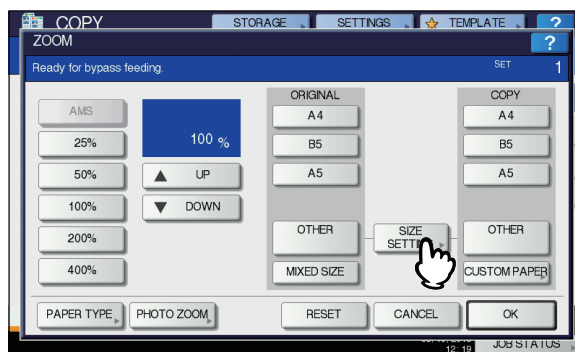 COPY STORAGE SETTINGS TEMPLATE ?
ZOOM ?
Ready for bypass feeding. SET 1
ORIGINAL COPY
AMS A4 A4
25% 100 % B5 B5
50% UP A5 A5
100% DOWN
200% OTHER SIZE OTHER
SETTING
400% MIXED SIZE CUSTOM PAPER
PAPER TYPE PHOTO ZOOM RESET CANCEL OK
12:19 JOB STATUS